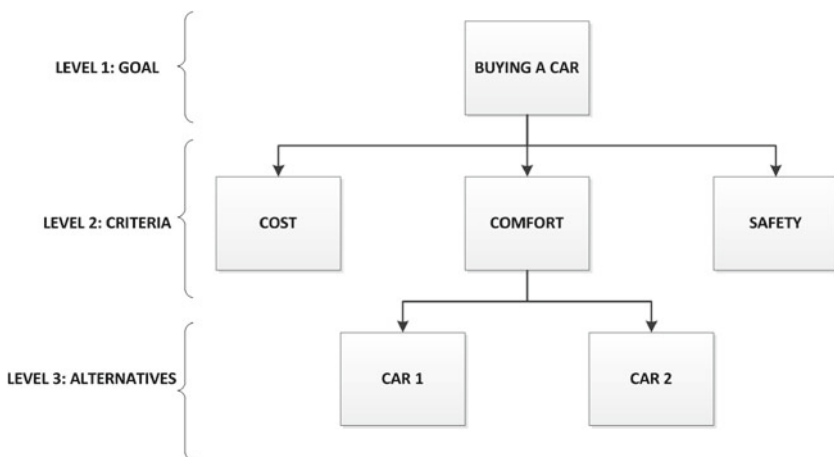 LEVEL 1: GOAL
BUYING A CAR
LEVEL 2: CRITERIA
COST
COMFORT
SAFETY
LEVEL 3: ALTERNATIVES
CAR 1
CAR 2